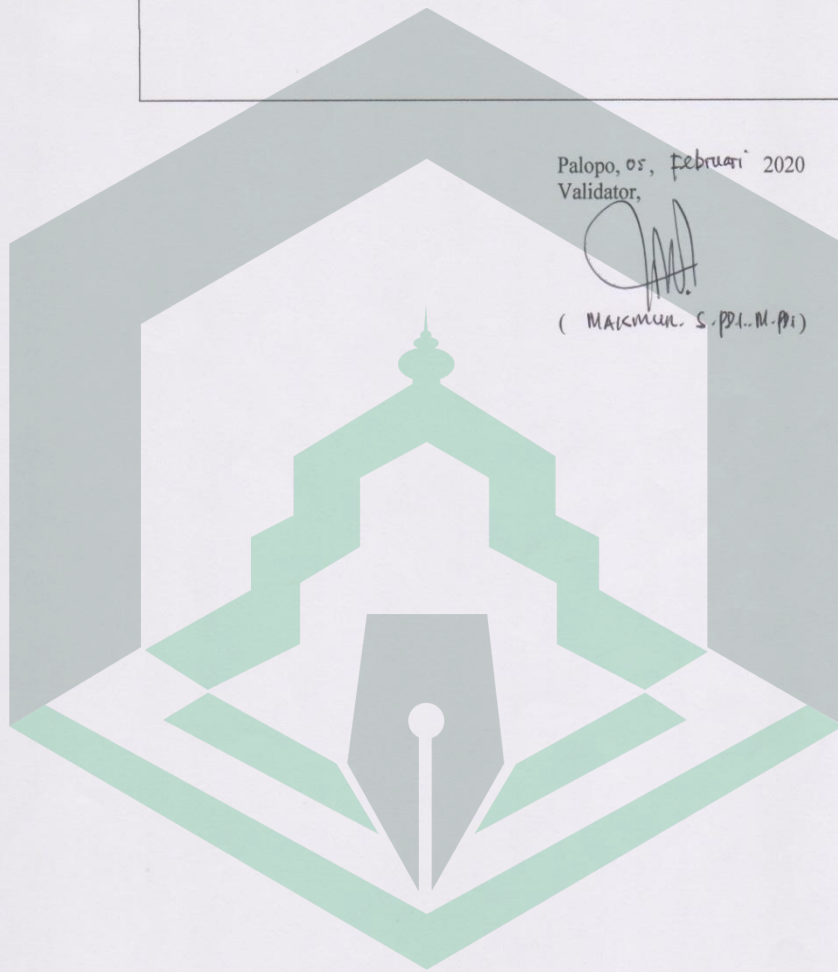 Palopo, 05, Februari 2020
Validator,
( MAKMUR. S.Pd.I..M.Pd.I)